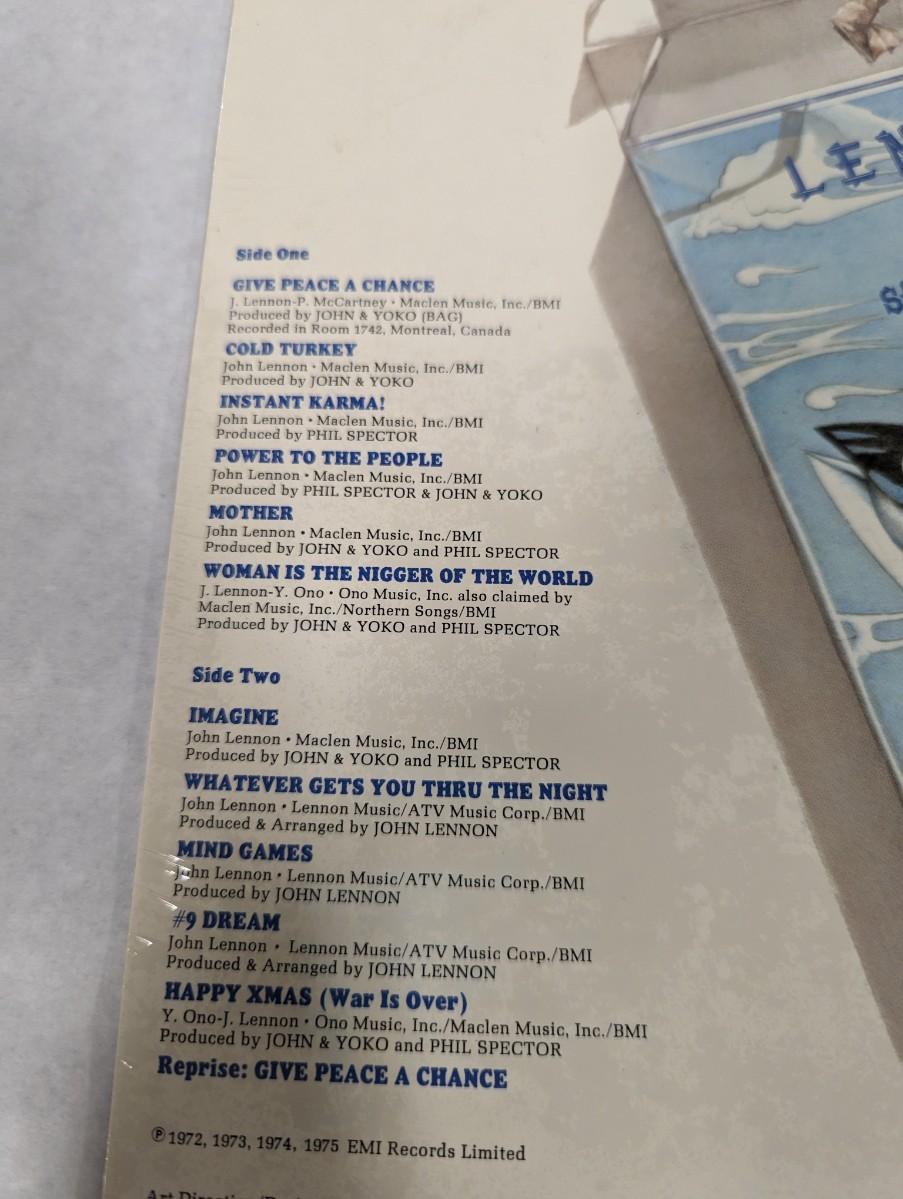 LEN
Side One
GIVE PEACE A CHANCE
J. Lennon-P. McCartney • Maclen Music, Inc./BMI
Produced by JOHN & YOKO (BAG)
Recorded in Room 1742, Montreal, Canada
COLD TURKEY
John Lennon • Maclen Music, Inc./BMI
Produced by JOHN & YOKO
INSTANT KARMA!
John Lennon • Maclen Music, Inc./BMI
Produced by PHIL SPECTOR
POWER TO THE PEOPLE
John Lennon • Maclen Music, Inc./BMI
Produced by PHIL SPECTOR & JOHN & YOKO
MOTHER
John Lennon • Maclen Music, Inc./BMI
Produced by JOHN & YOKO and PHIL SPECTOR
WOMAN IS THE NIGGER OF THE WORLD
J. Lennon-Y. Ono • Ono Music, Inc. also claimed by
Maclen Music, Inc./Northern Songs/BMI
Produced by JOHN & YOKO and PHIL SPECTOR
Side Two
IMAGINE
John Lennon • Maclen Music, Inc./BMI
Produced by JOHN & YOKO and PHIL SPECTOR
WHATEVER GETS YOU THRU THE NIGHT
John Lennon • Lennon Music/ATV Music Corp./BMI
Produced & Arranged by JOHN LENNON
MIND GAMES
John Lennon • Lennon Music/ATV Music Corp./BMI
Produced by JOHN LENNON
#9 DREAM
John Lennon • Lennon Music/ATV Music Corp./BMI
Produced & Arranged by JOHN LENNON
HAPPY XMAS (War Is Over)
Y. Ono-J. Lennon • Ono Music, Inc./Maclen Music, Inc./BMI
Produced by JOHN & YOKO and PHIL SPECTOR
Reprise: GIVE PEACE A CHANCE
℗ 1972, 1973, 1974, 1975 EMI Records Limited